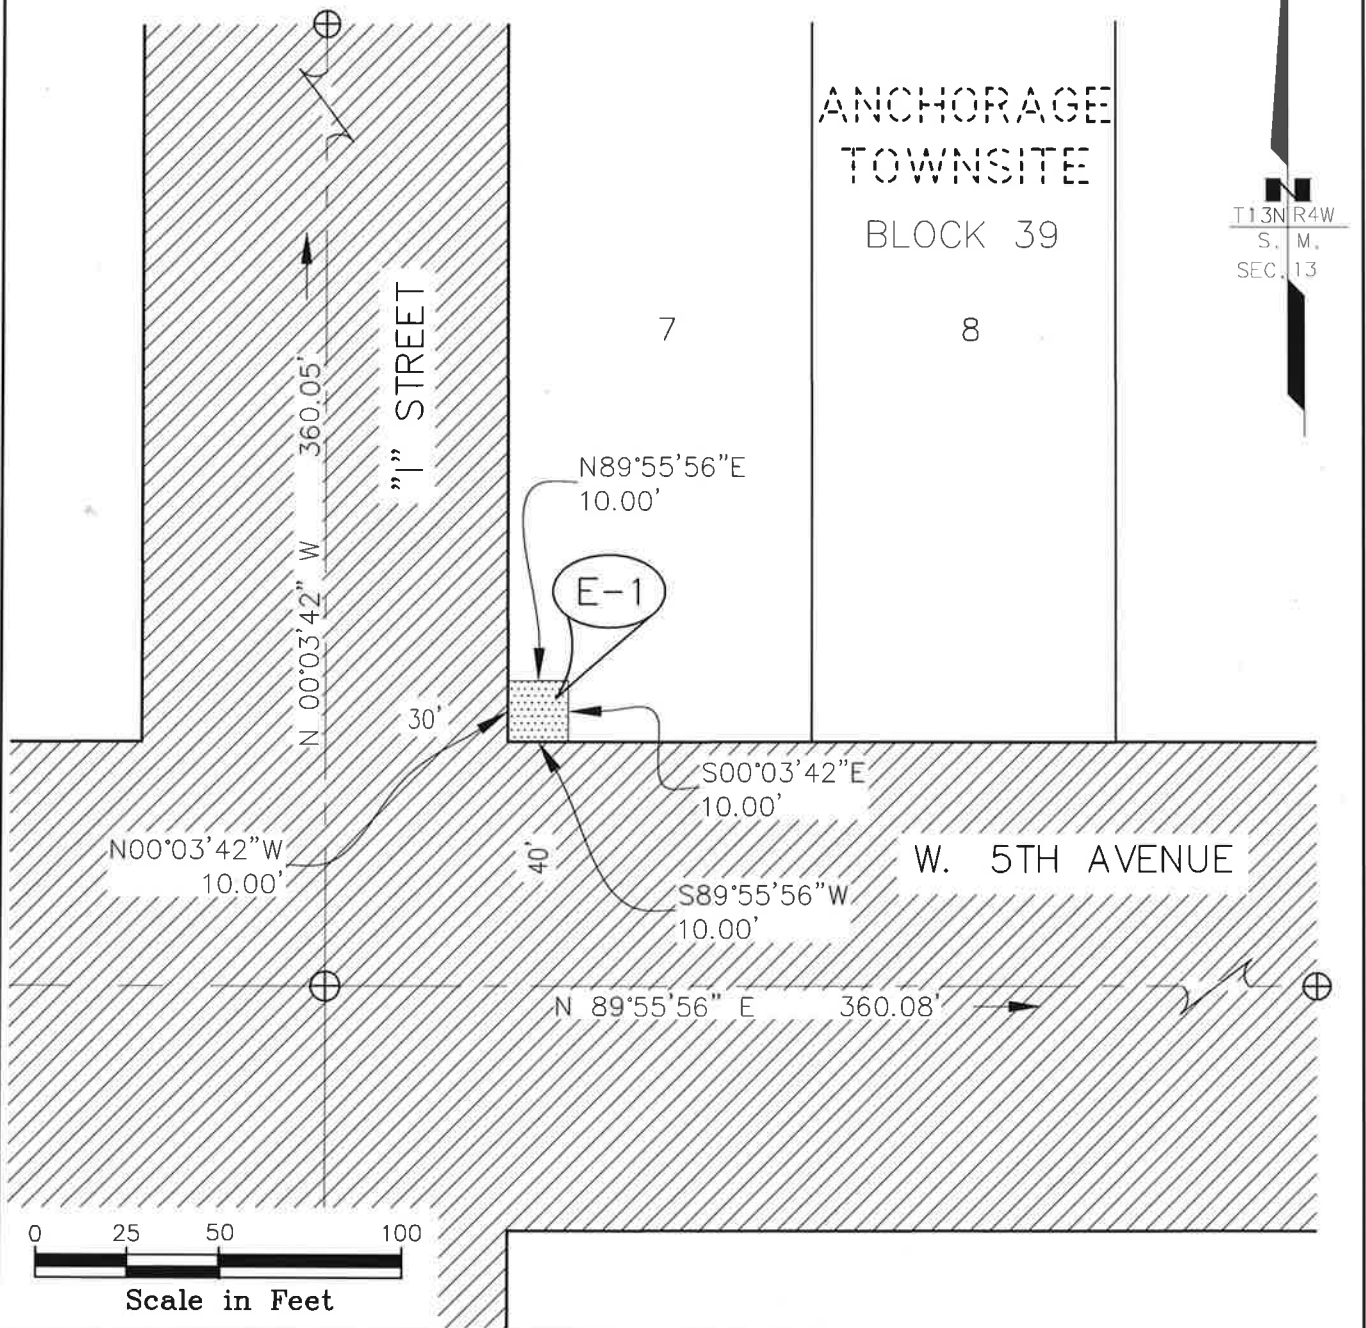 ANCHORAGE
TOWNSITE
BLOCK 39
N
T13N R4W
S. M.
SEC. 13
7
8
"I" STREET
N 00°03'42" W 360.05'
N89°55'56"E
10.00'
E-1
30'
S00°03'42"E
10.00'
N00°03'42"W
10.00'
40'
W. 5TH AVENUE
S89°55'56"W
10.00'
N 89°55'56" E 360.08'
0 25 50 100
Scale in Feet